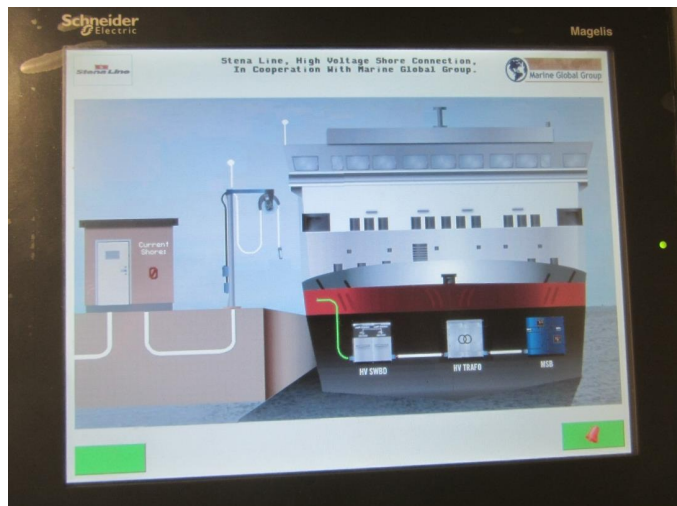 Schneider
Electric
Magelis
Stena Line
Stena Line, High Voltage Shore Connection,
In Cooperation With Marine Global Group.
Marine Global Group
Current
Shore:
0
HV SWBD
HV TRAFO
MSB